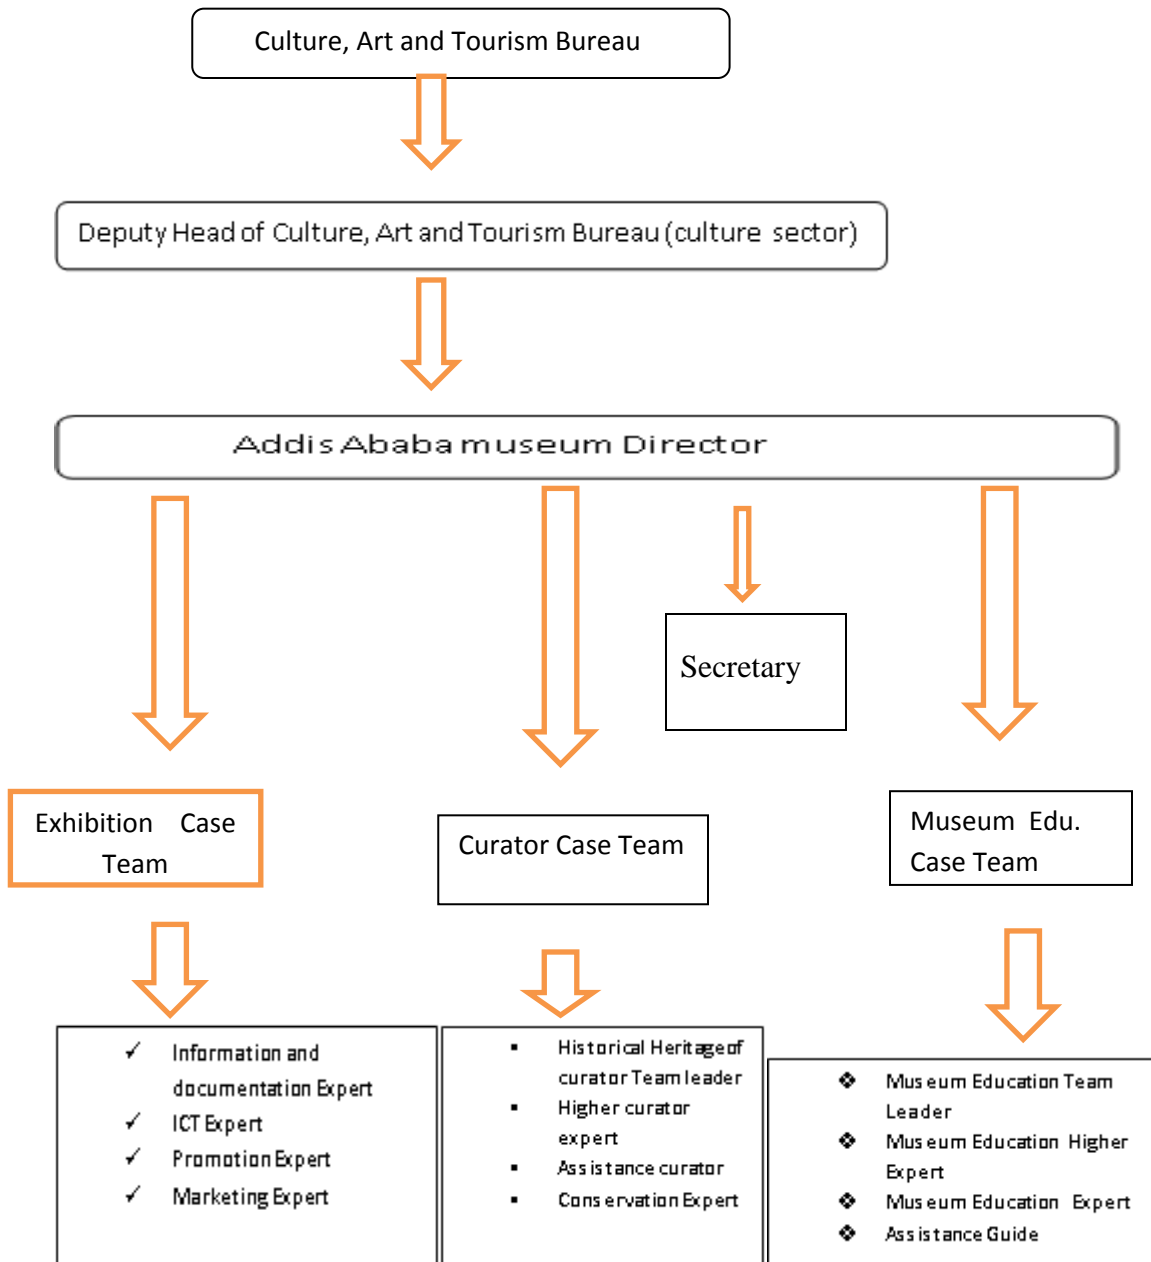 Culture, Art and Tourism Bureau
Deputy Head of Culture, Art and Tourism Bureau (culture sector)
Addis Ababa museum Director
Secretary
Exhibition Case
Team
Curator Case Team
Museum Edu.
Case Team
✓ Information and
documentation Expert
✓ ICT Expert
✓ Promotion Expert
✓ Marketing Expert
▪ Historical Heritage of
curator Team leader
▪ Higher curator
expert
▪ Assistance curator
▪ Conservation Expert
❖ Museum Education Team
Leader
❖ Museum Education Higher
Expert
❖ Museum Education Expert
❖ Assistance Guide